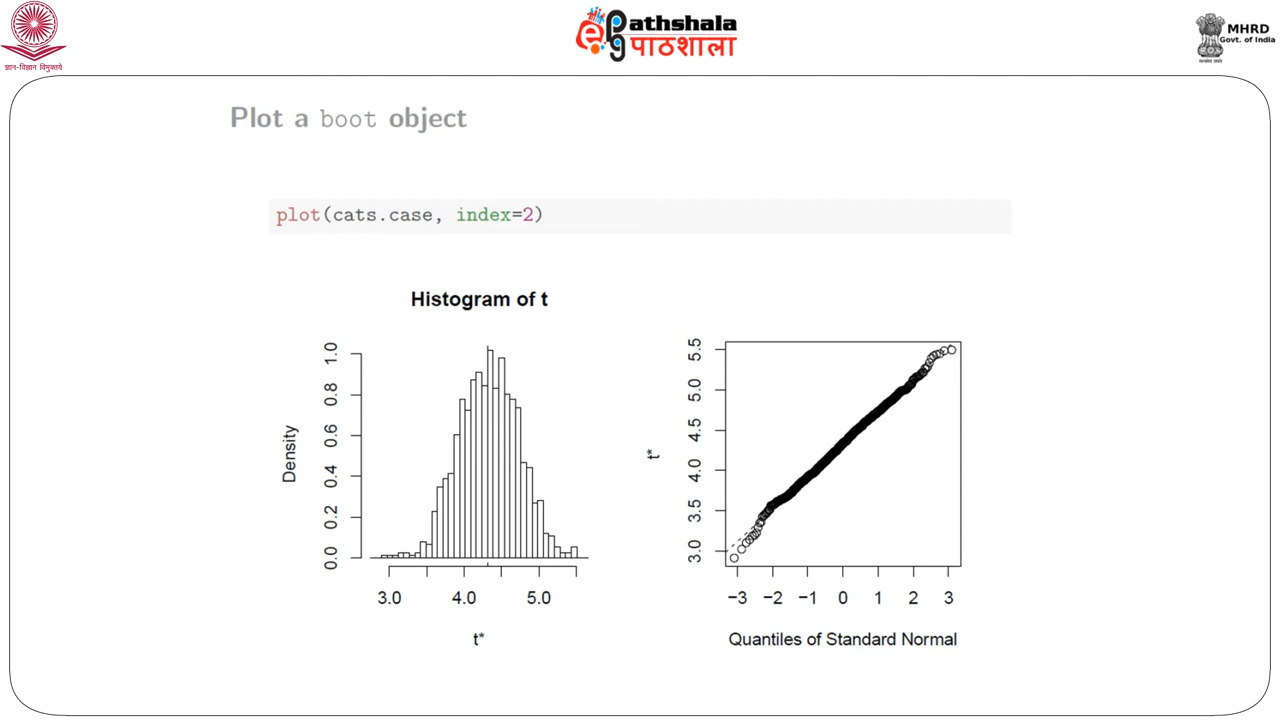 ज्ञान-विज्ञान विमुक्तये
ePathshala
पाठशाला
MHRD
Govt. of India
Plot a boot object
plot(cats.case, index=2)
Histogram of t
Density
0.0 0.2 0.4 0.6 0.8 1.0
3.0 4.0 5.0
t*
t*
3.0 3.5 4.0 4.5 5.0 5.5
−3 −2 −1 0 1 2 3
Quantiles of Standard Normal